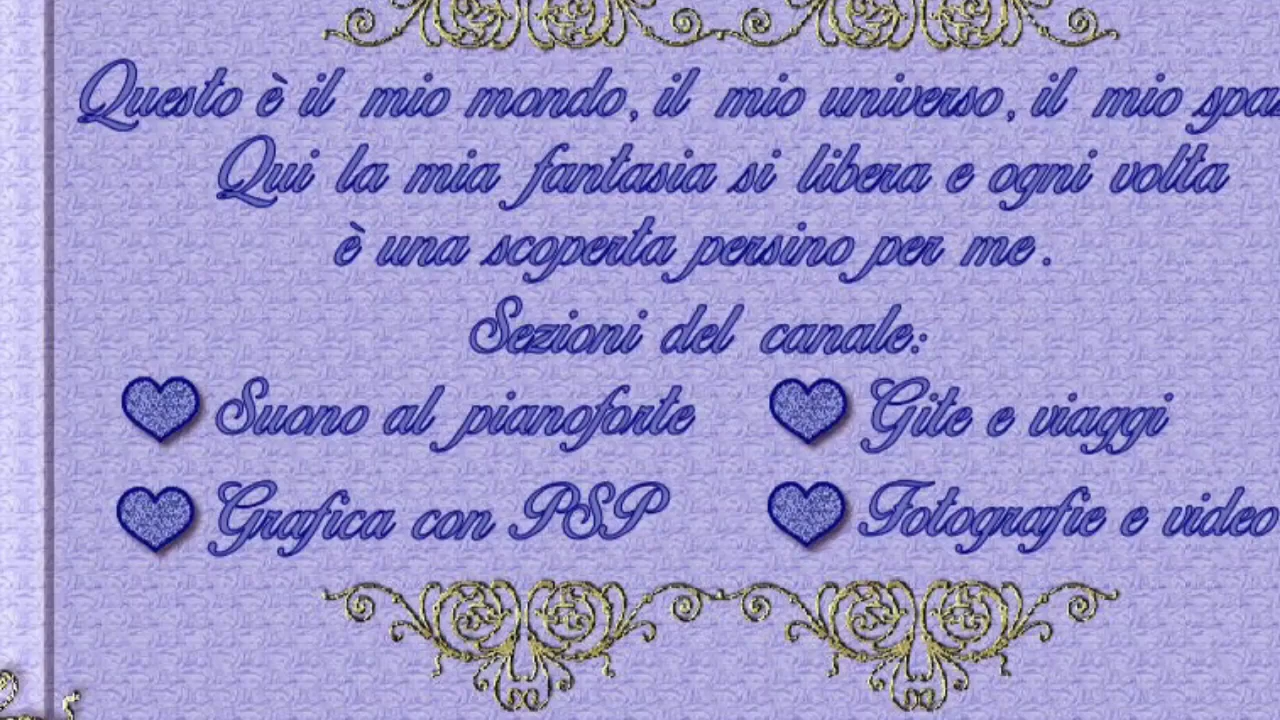 Questo è il mio mondo, il mio universo, il mio
Qui la mia fantasia si libera e ogni volta
è una scoperta persino per me.
Sezioni del canale:
Suono al pianoforte
Gite e viaggi
Grafica con PSP
Fotografie e video